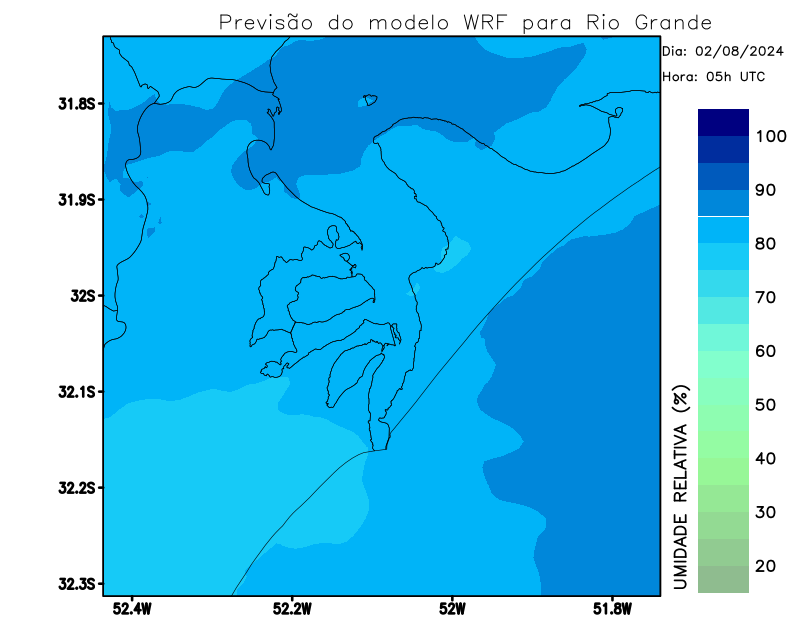 Previsão do modelo WRF para Rio Grande
Dia: 02/08/2024
Hora: 05h UTC
31.8S
31.9S
32S
32.1S
32.2S
32.3S
52.4W
52.2W
52W
51.8W
UMIDADE RELATIVA (%)
100
90
80
70
60
50
40
30
20